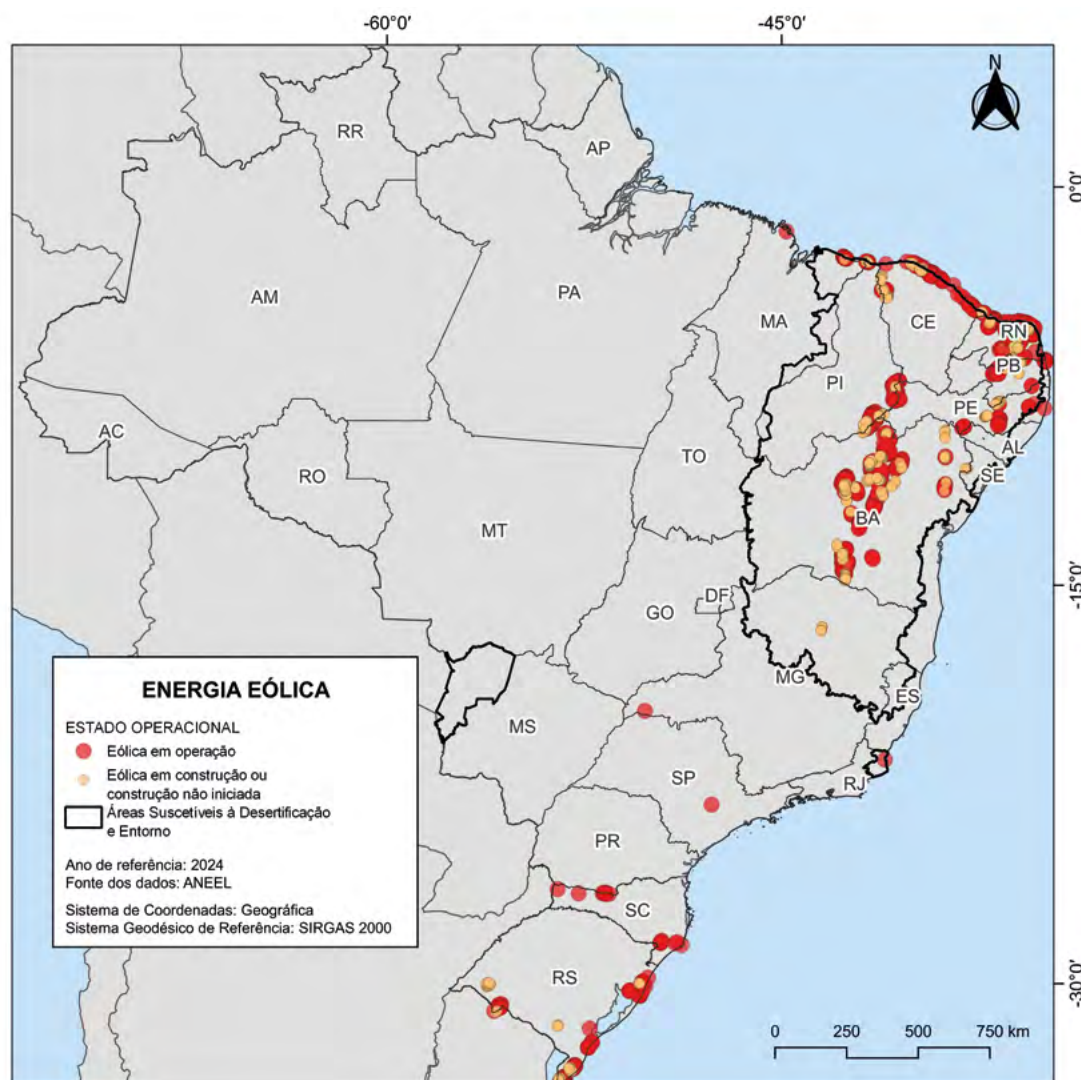 -60°0'
-45°0'
N
RR
AP
0°0'
AM
PA
MA
CE
RN
PB
PI
PE
AC
AL
TO
SE
RO
BA
MT
-15°0'
DF
GO
MG
ES
MS
SP
RJ
PR
SC
RS
-30°0'
ENERGIA EÓLICA
ESTADO OPERACIONAL
Eólica em operação
Eólica em construção ou
construção não iniciada
Áreas Suscetíveis à Desertificação
e Entorno
Ano de referência: 2024
Fonte dos dados: ANEEL
Sistema de Coordenadas: Geográfica
Sistema Geodésico de Referência: SIRGAS 2000
0 250 500 750 km